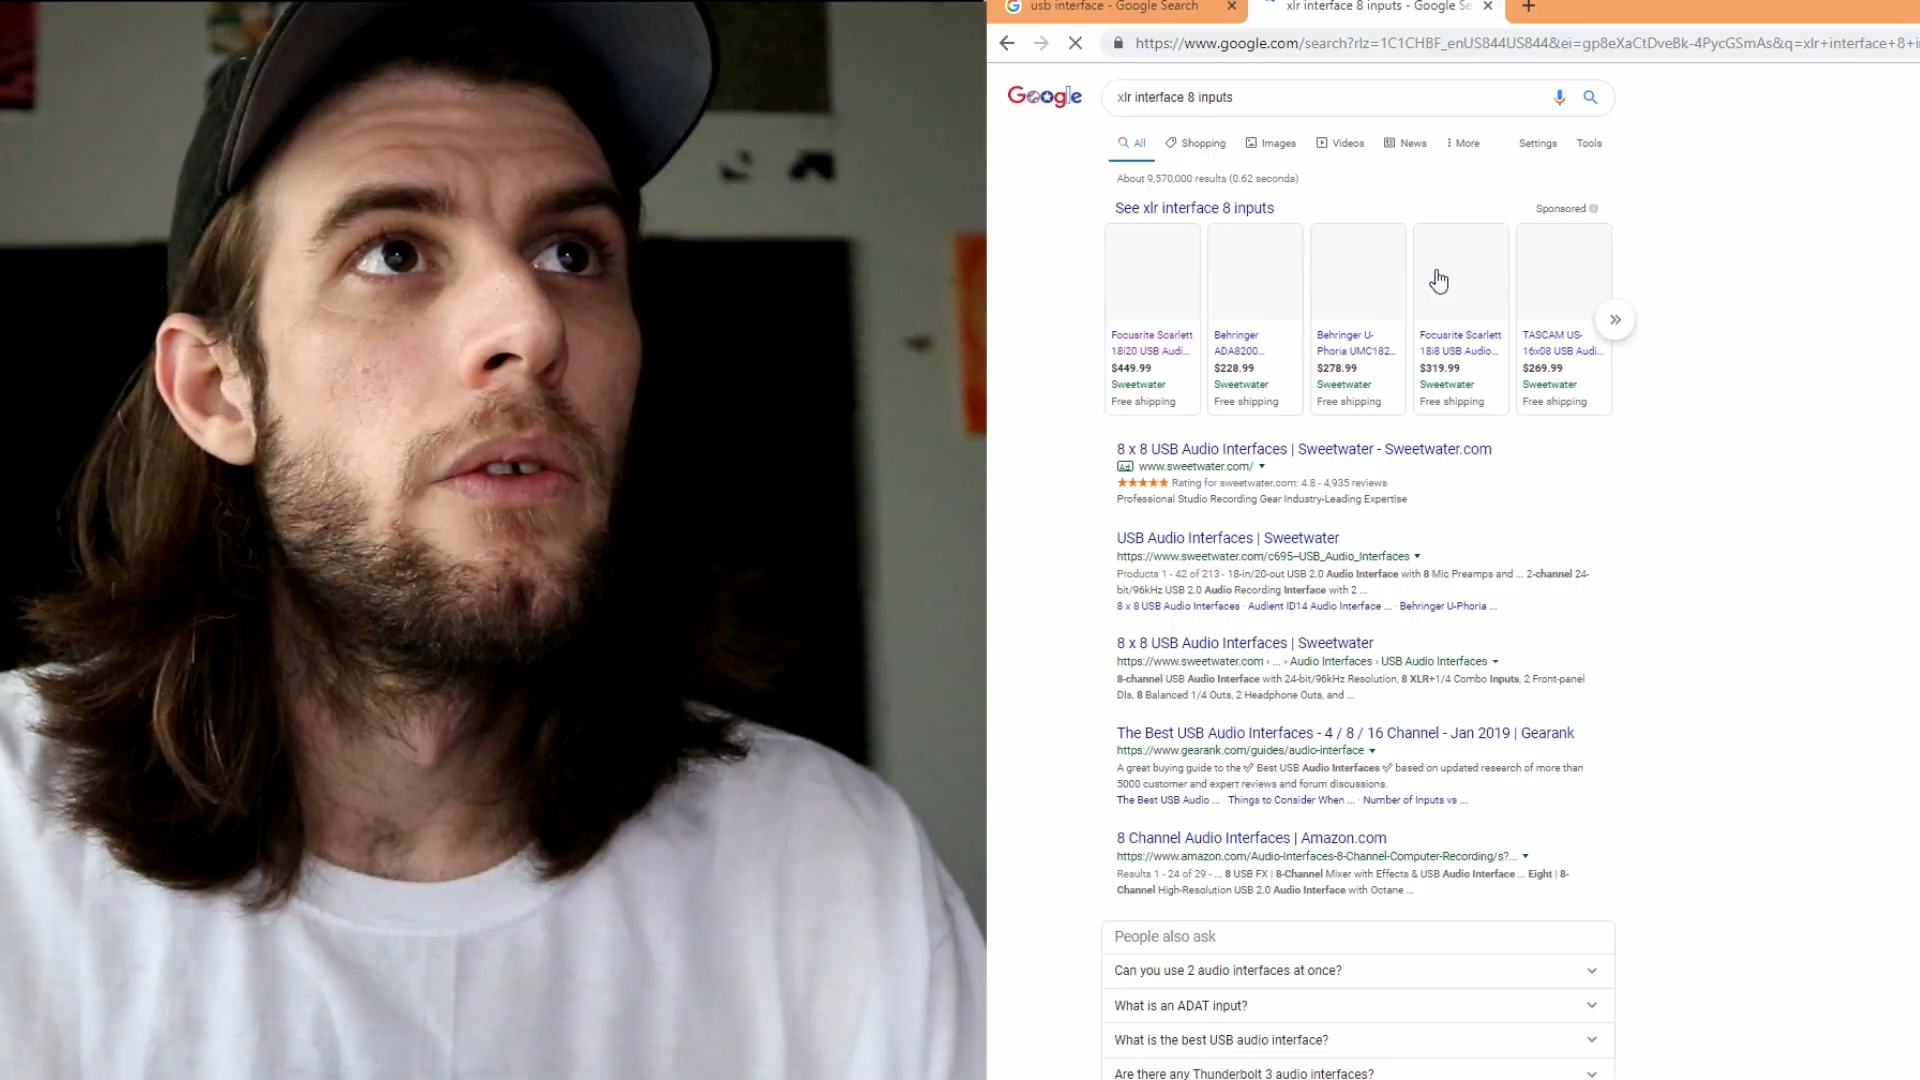 usb interface - Google Search
xlr interface 8 inputs - Google Se
https://www.google.com/search?rlz=1C1CHBF_enUS844US844&ei=gp8eXaCtDveBk-4PycGSmAs&q=xlr+interface+8+i
Google
xlr interface 8 inputs
All Shopping Images Videos News More Settings Tools
About 9,570,000 results (0.62 seconds)
See xlr interface 8 inputs
Sponsored
Focusrite Scarlett
18i20 USB Audi...
$449.99
Sweetwater
Free shipping
Behringer
ADA8200...
$228.99
Sweetwater
Free shipping
Behringer U-
Phoria UMC182...
$278.99
Sweetwater
Free shipping
Focusrite Scarlett
18i8 USB Audio...
$319.99
Sweetwater
Free shipping
TASCAM US-
16x08 USB Audi...
$269.99
Sweetwater
Free shipping
8 x 8 USB Audio Interfaces | Sweetwater - Sweetwater.com
Ad www.sweetwater.com/
Rating for sweetwater.com: 4.8 - 4,935 reviews
Professional Studio Recording Gear Industry-Leading Expertise
USB Audio Interfaces | Sweetwater
https://www.sweetwater.com/c695--USB_Audio_Interfaces
Products 1 - 42 of 213 - 18-in/20-out USB 2.0 Audio Interface with 8 Mic Preamps and ... 2-channel 24-
bit/96kHz USB 2.0 Audio Recording Interface with 2 ...
8 x 8 USB Audio Interfaces · Audient ID14 Audio Interface ... · Behringer U-Phoria ...
8 x 8 USB Audio Interfaces | Sweetwater
https://www.sweetwater.com › ... › Audio Interfaces › USB Audio Interfaces
8-channel USB Audio Interface with 24-bit/96kHz Resolution, 8 XLR+1/4 Combo Inputs, 2 Front-panel
DIs, 8 Balanced 1/4 Outs, 2 Headphone Outs, and ...
The Best USB Audio Interfaces - 4 / 8 / 16 Channel - Jan 2019 | Gearank
https://www.gearank.com/guides/audio-interface
A great buying guide to the ✅ Best USB Audio Interfaces ✅ based on updated research of more than
5000 customer and expert reviews and forum discussions.
The Best USB Audio ... · Things to Consider When ... · Number of Inputs vs ...
8 Channel Audio Interfaces | Amazon.com
https://www.amazon.com/Audio-Interfaces-8-Channel-Computer-Recording/s?...
Results 1 - 24 of 29 - ... 8 USB FX | 8-Channel Mixer with Effects & USB Audio Interface ... Eight | 8-
Channel High-Resolution USB 2.0 Audio Interface with Octane ...
People also ask
Can you use 2 audio interfaces at once?
What is an ADAT input?
What is the best USB audio interface?
Are there any Thunderbolt 3 audio interfaces?